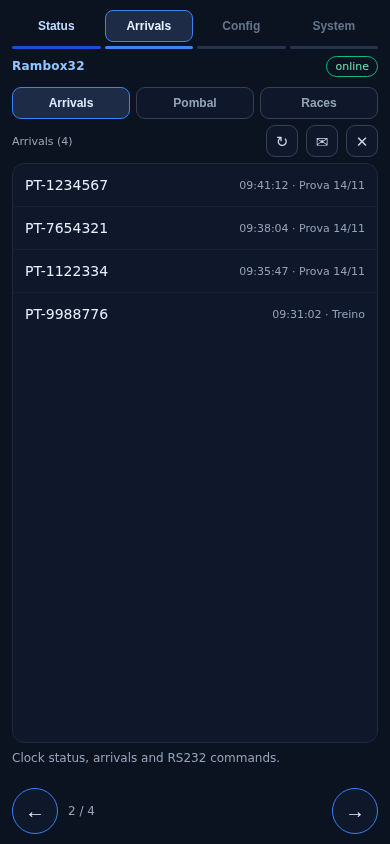 Status Arrivals Config System
Rambox32 online
Arrivals Pombal Races
Arrivals (4) ↻ ✉ ✕
PT-1234567 09:41:12 · Prova 14/11
PT-7654321 09:38:04 · Prova 14/11
PT-1122334 09:35:47 · Prova 14/11
PT-9988776 09:31:02 · Treino
Clock status, arrivals and RS232 commands.
← 2 / 4 →